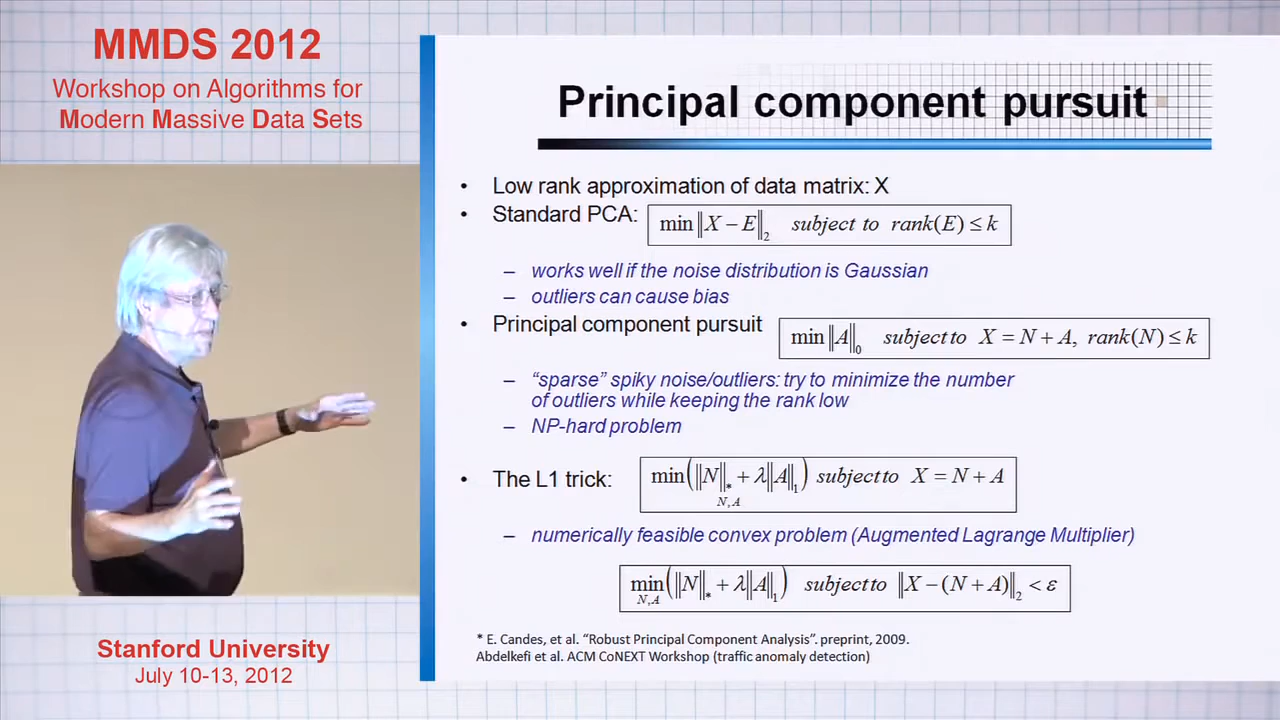 MMDS 2012
Workshop on Algorithms for
Modern Massive Data Sets
Principal component pursuit
• Low rank approximation of data matrix: X
• Standard PCA: min ‖X − E‖₂ subject to rank(E) ≤ k
– works well if the noise distribution is Gaussian
– outliers can cause bias
• Principal component pursuit min ‖A‖₀ subject to X = N + A, rank(N) ≤ k
– “sparse” spiky noise/outliers: try to minimize the number
of outliers while keeping the rank low
– NP-hard problem
• The L1 trick: min (‖N‖* + λ‖A‖₁) subject to X = N + A
N,A
– numerically feasible convex problem (Augmented Lagrange Multiplier)
min (‖N‖* + λ‖A‖₁) subject to ‖X − (N + A)‖₂ < ε
N,A
* E. Candes, et al. “Robust Principal Component Analysis”, preprint, 2009.
Abdelkefi et al. ACM CoNEXT Workshop (traffic anomaly detection)
Stanford University
July 10-13, 2012